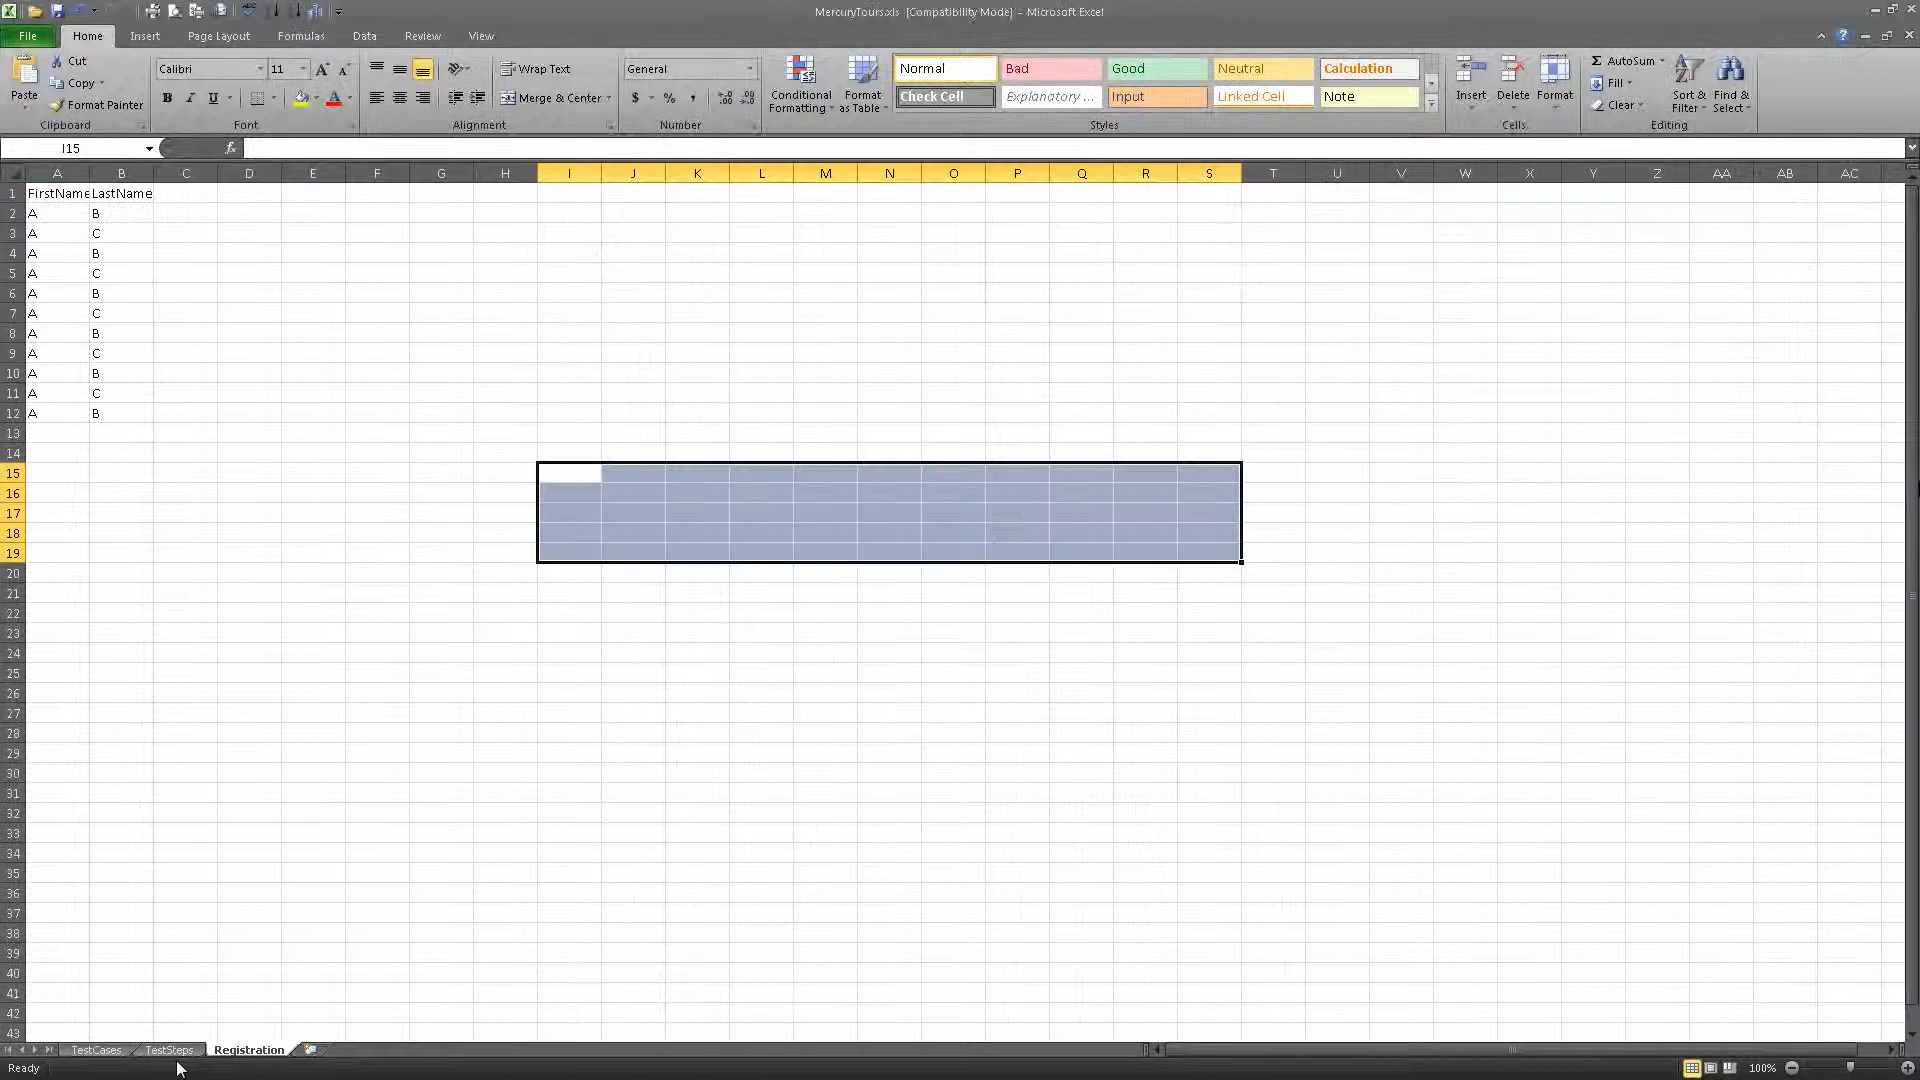 MercuryTours.xls [Compatibility Mode] - Microsoft Excel
File Home Insert Page Layout Formulas Data Review View
Paste Cut Copy Format Painter Clipboard
Calibri 11 B I U Font
Wrap Text Merge & Center Alignment
General $ % , Number
Conditional Formatting Format as Table
Normal Bad Good Neutral Calculation
Check Cell Explanatory ... Input Linked Cell Note
Styles
Insert Delete Format Cells
Σ AutoSum Fill Clear Sort & Filter Find & Select Editing
I15 fx
A B C D E F G H I J K L M N O P Q R S T U V W X Y Z AA AB AC
1 FirstName LastName
2 A B
3 A C
4 A B
5 A C
6 A B
7 A C
8 A B
9 A C
10 A B
11 A C
12 A B
13
14
15
16
17
18
19
20
21
22
23
24
25
26
27
28
29
30
31
32
33
34
35
36
37
38
39
40
41
42
43
TestCases TestSteps Registration
Ready 100%